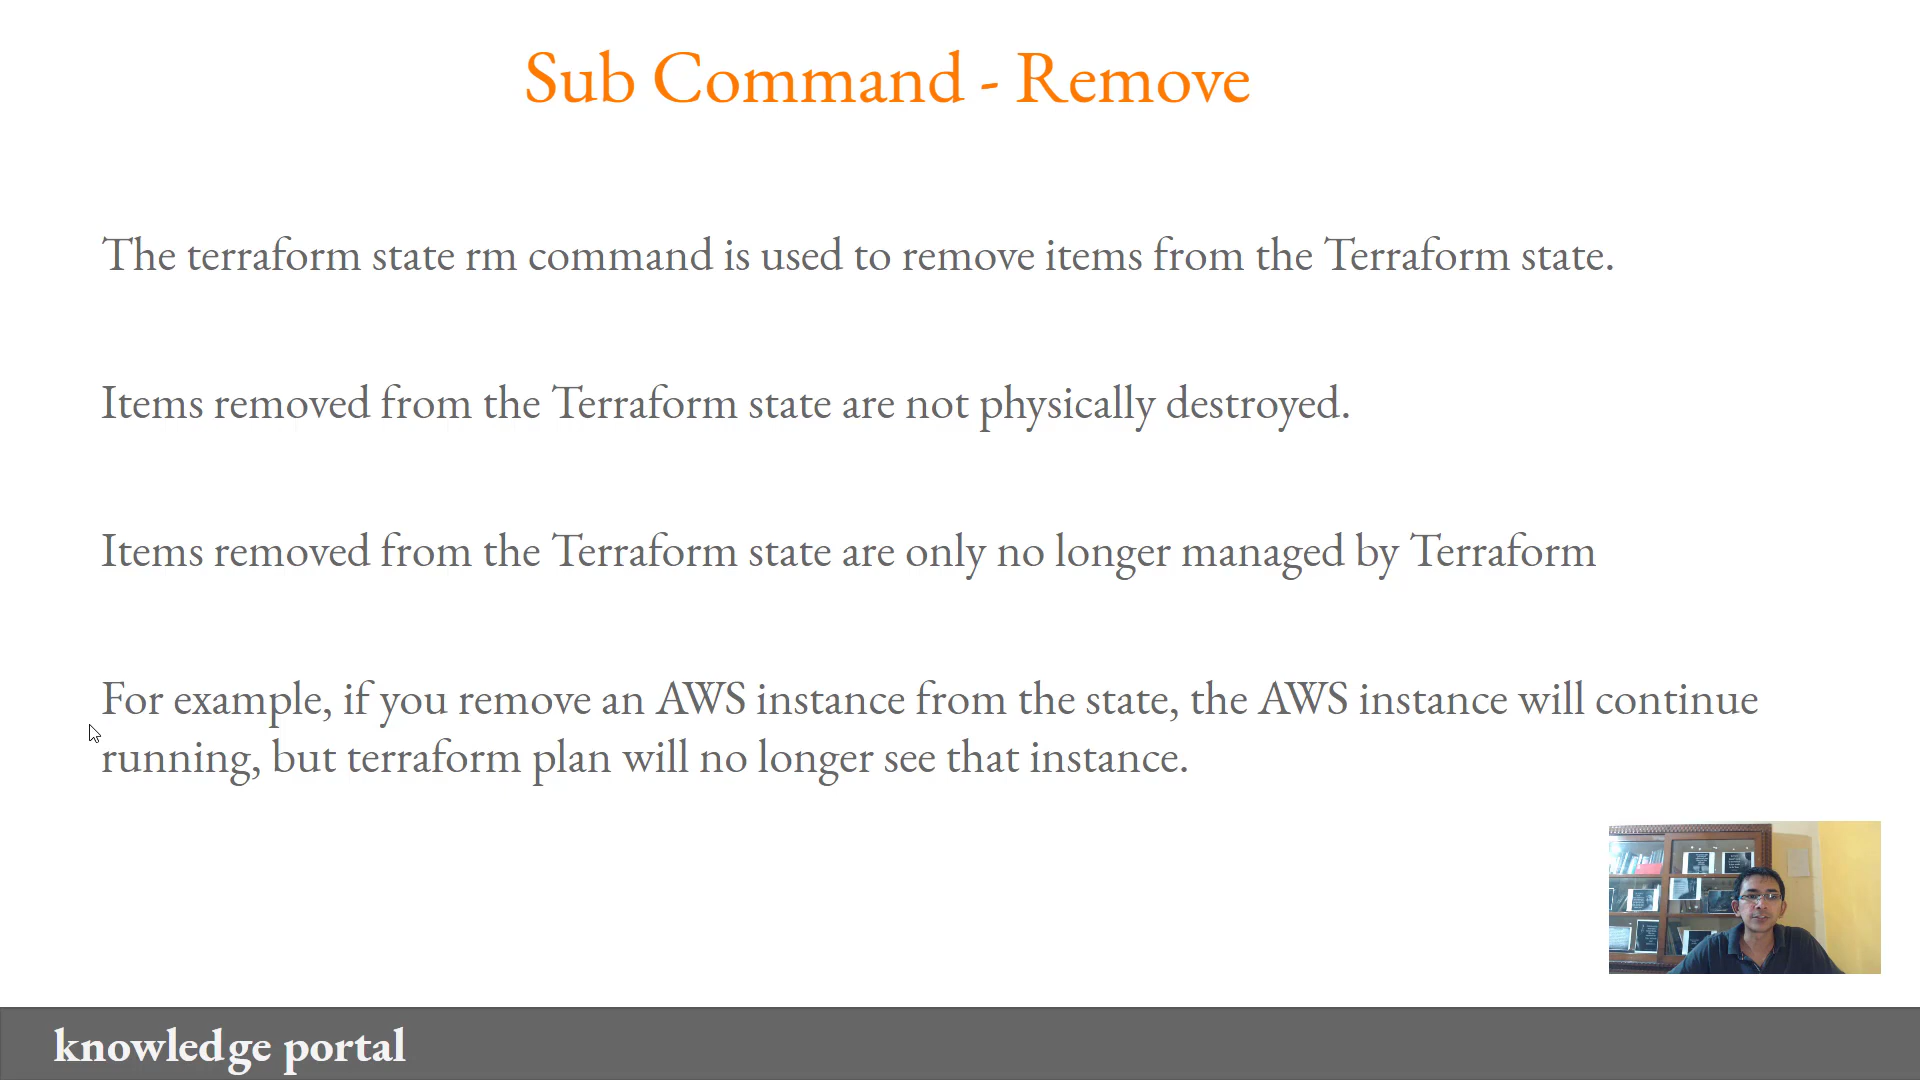 Sub Command - Remove
The terraform state rm command is used to remove items from the Terraform state.
Items removed from the Terraform state are not physically destroyed.
Items removed from the Terraform state are only no longer managed by Terraform
For example, if you remove an AWS instance from the state, the AWS instance will continue
running, but terraform plan will no longer see that instance.
knowledge portal